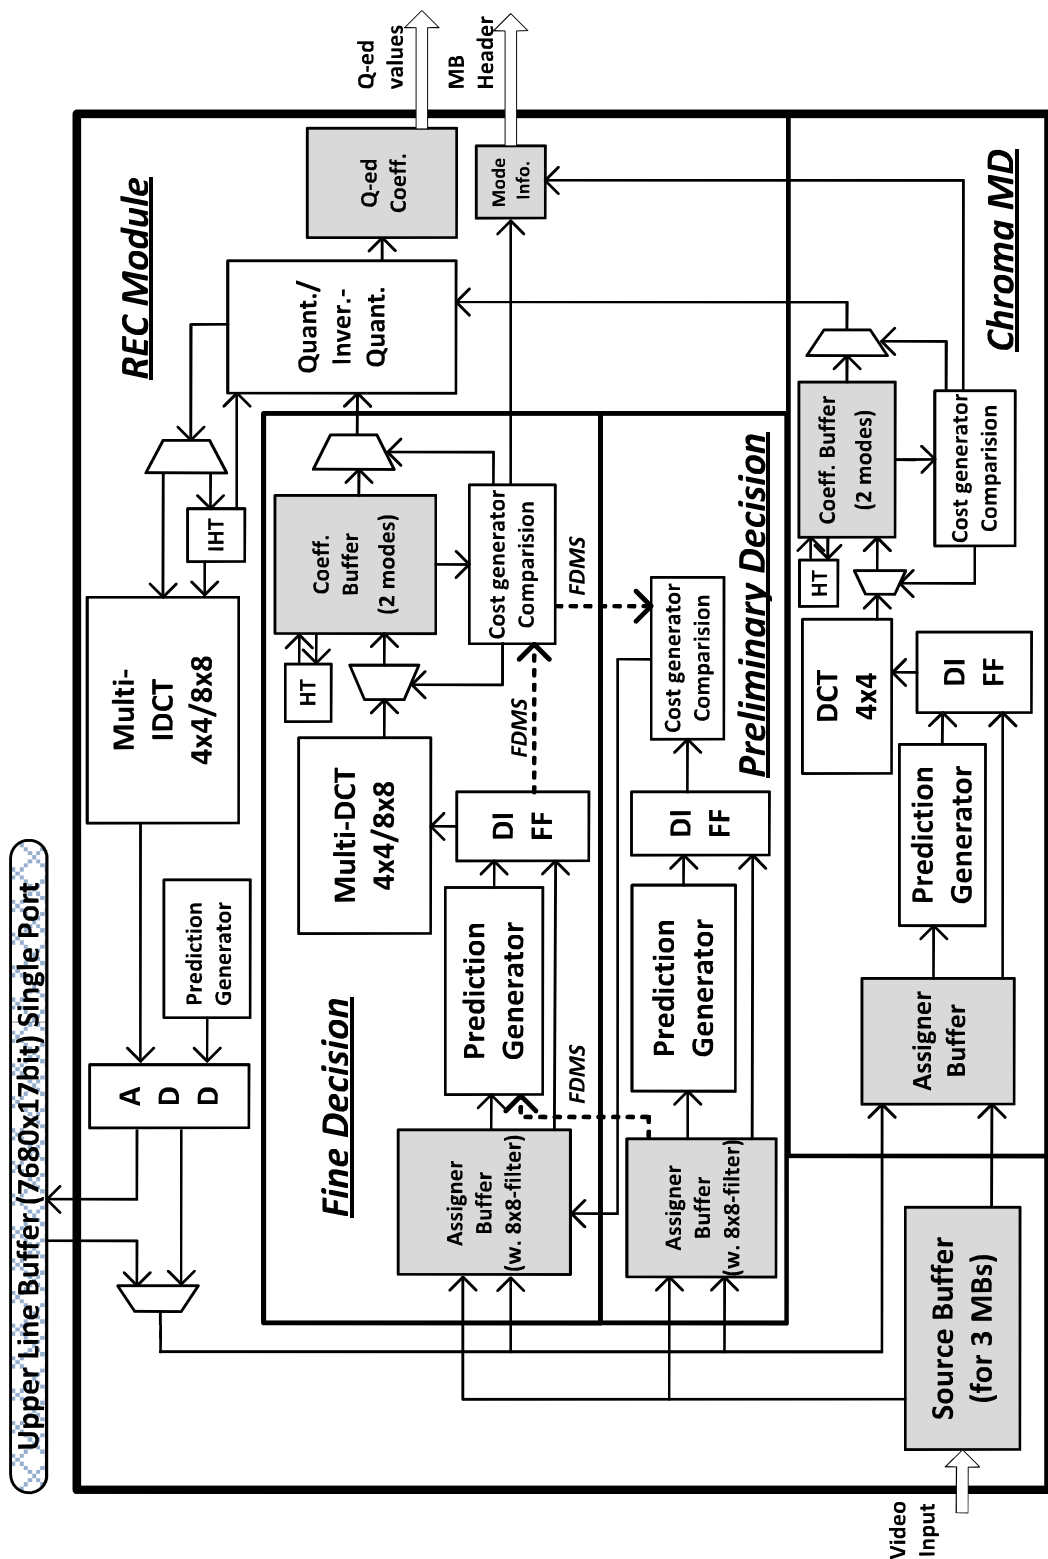 Upper Line Buffer (7680x17bit) Single Port
REC Module
A
D
D
Prediction
Generator
Multi-
IDCT
4x4/8x8
IHT
Quant./
Inver.-
Quant.
Q-ed
Coeff.
Q-ed
values
Mode
Info.
MB
Header
Fine Decision
Assigner
Buffer
(w. 8x8-filter)
Prediction
Generator
DI
FF
Multi-DCT
4x4/8x8
HT
Coeff.
Buffer
(2 modes)
Cost generator
Comparision
FDMS
FDMS
FDMS
Preliminary Decision
Assigner
Buffer
(w. 8x8-filter)
Prediction
Generator
DI
FF
Cost generator
Comparision
Chroma MD
Assigner
Buffer
Prediction
Generator
DI
FF
DCT
4x4
HT
Coeff. Buffer
(2 modes)
Cost generator
Comparision
Source Buffer
(for 3 MBs)
Video
Input